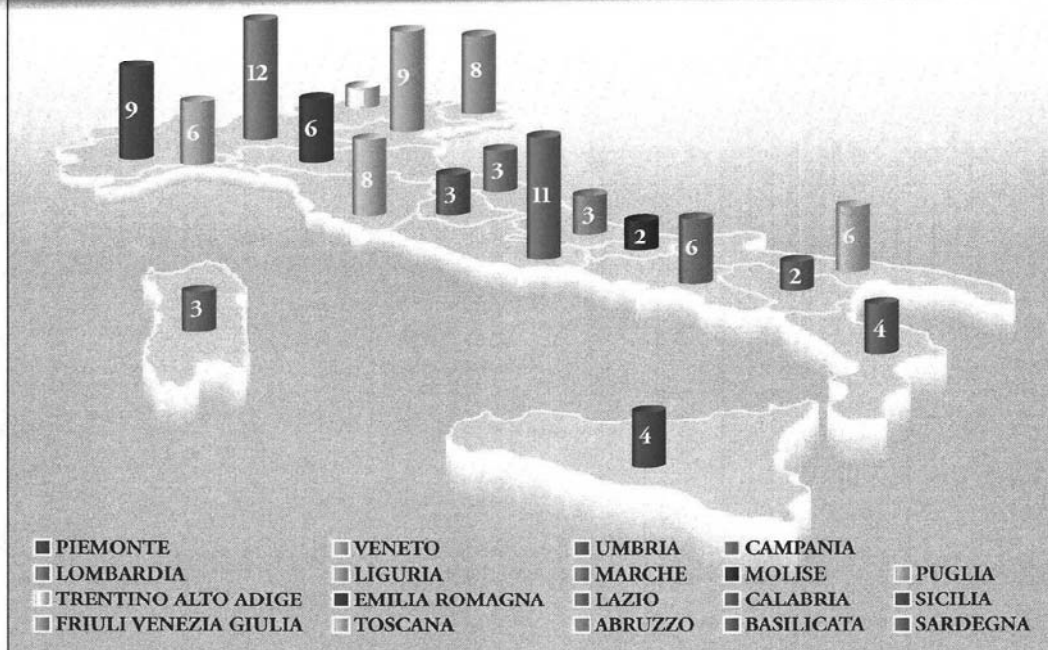 12
9
8
9
6
6
8
3
3
11
3
2
6
6
2
3
4
4
PIEMONTE
LOMBARDIA
TRENTINO ALTO ADIGE
FRIULI VENEZIA GIULIA
VENETO
LIGURIA
EMILIA ROMAGNA
TOSCANA
UMBRIA
MARCHE
LAZIO
ABRUZZO
CAMPANIA
MOLISE
CALABRIA
BASILICATA
PUGLIA
SICILIA
SARDEGNA